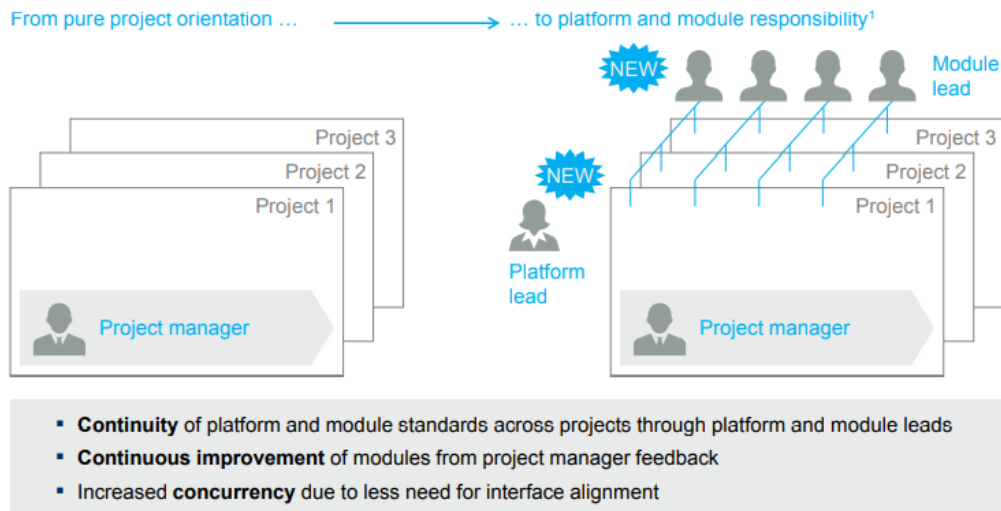 From pure project orientation …
… to platform and module responsibility¹
NEW
Module
lead
Project 3
Project 2
Project 1
Project manager
Project 3
Project 2
Project 1
NEW
Platform
lead
Project manager
▪ Continuity of platform and module standards across projects through platform and module leads
▪ Continuous improvement of modules from project manager feedback
▪ Increased concurrency due to less need for interface alignment